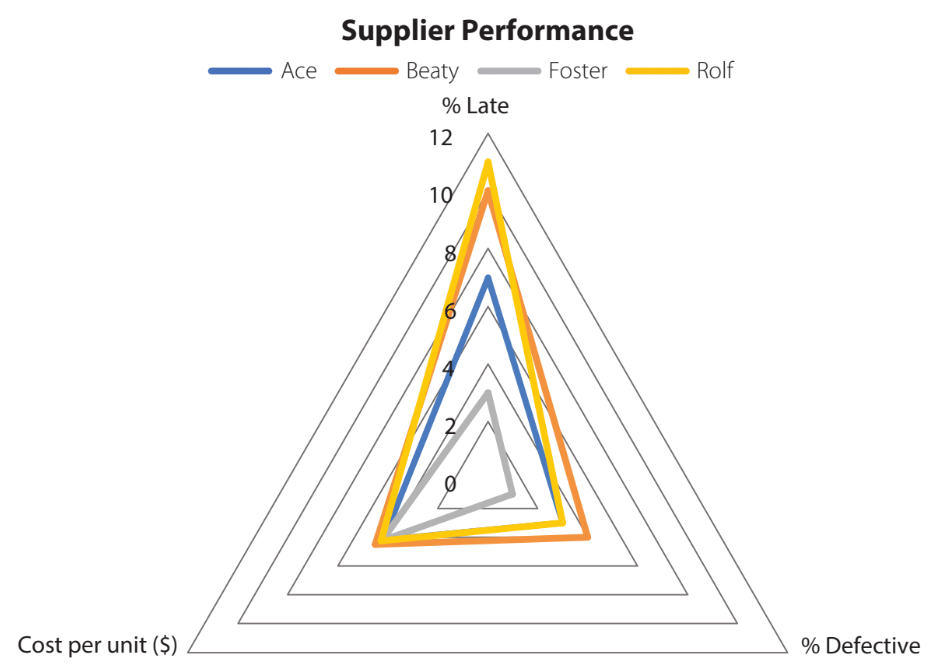 Supplier Performance
Ace Beaty Foster Rolf
% Late
12
10
8
6
4
2
0
Cost per unit ($) % Defective